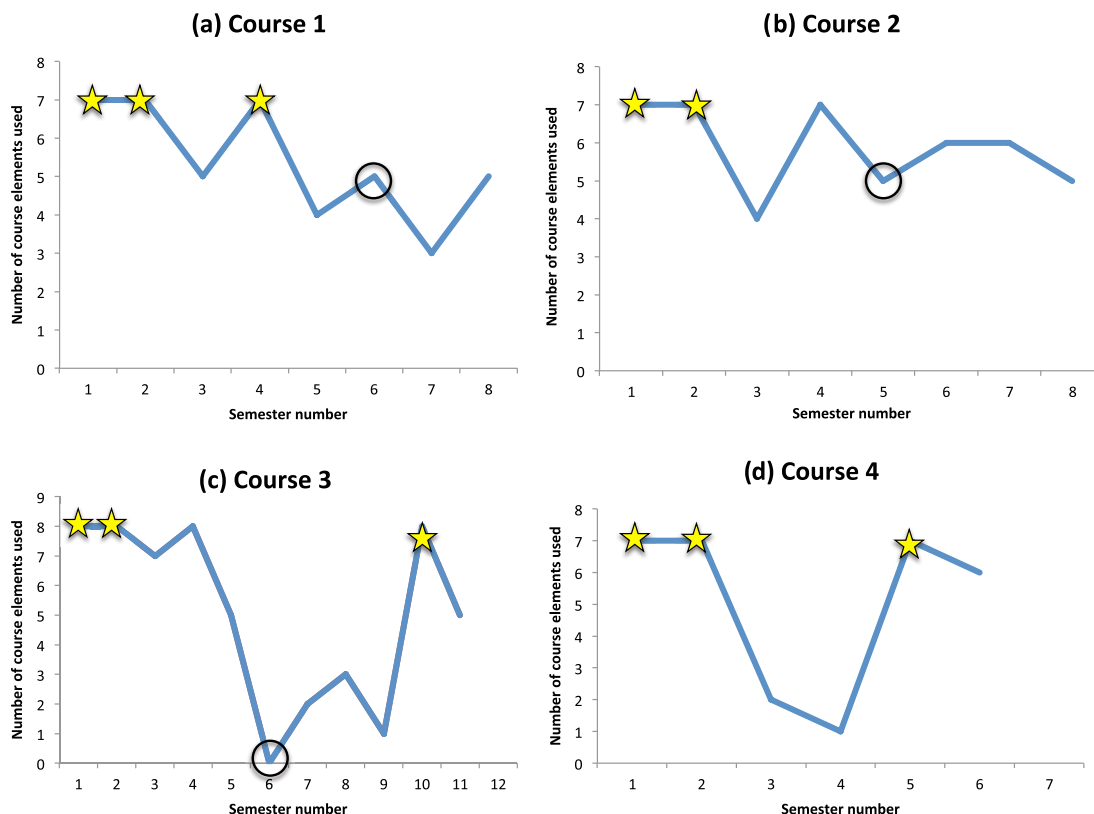 (a) Course 1
Number of course elements used
8
7
6
5
4
3
2
1
0
1 2 3 4 5 6 7 8
Semester number
(b) Course 2
Number of course elements used
8
7
6
5
4
3
2
1
0
1 2 3 4 5 6 7 8
Semester number
(c) Course 3
Number of course elements used
9
8
7
6
5
4
3
2
1
0
1 2 3 4 5 6 7 8 9 10 11 12
Semester number
(d) Course 4
Number of course elements used
8
7
6
5
4
3
2
1
0
1 2 3 4 5 6 7
Semester number